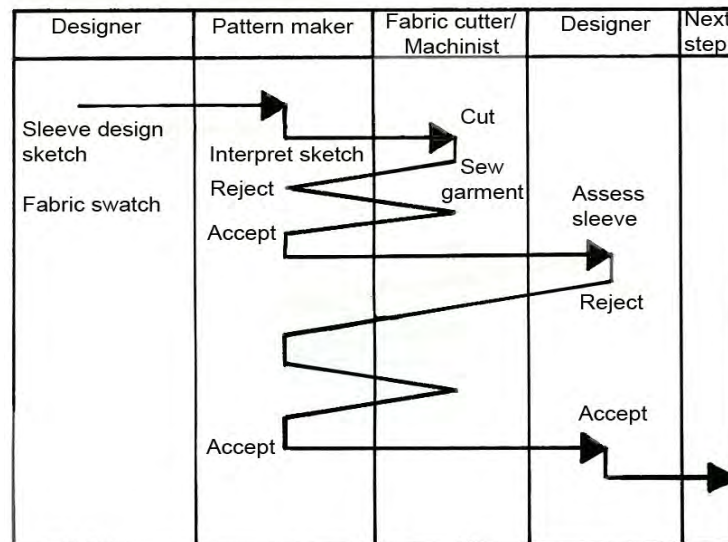 Designer
Pattern maker
Fabric cutter/
Machinist
Designer
Next
step
Sleeve design
sketch
Fabric swatch
Interpret sketch
Cut
Sew
garment
Reject
Accept
Assess
sleeve
Reject
Accept
Accept